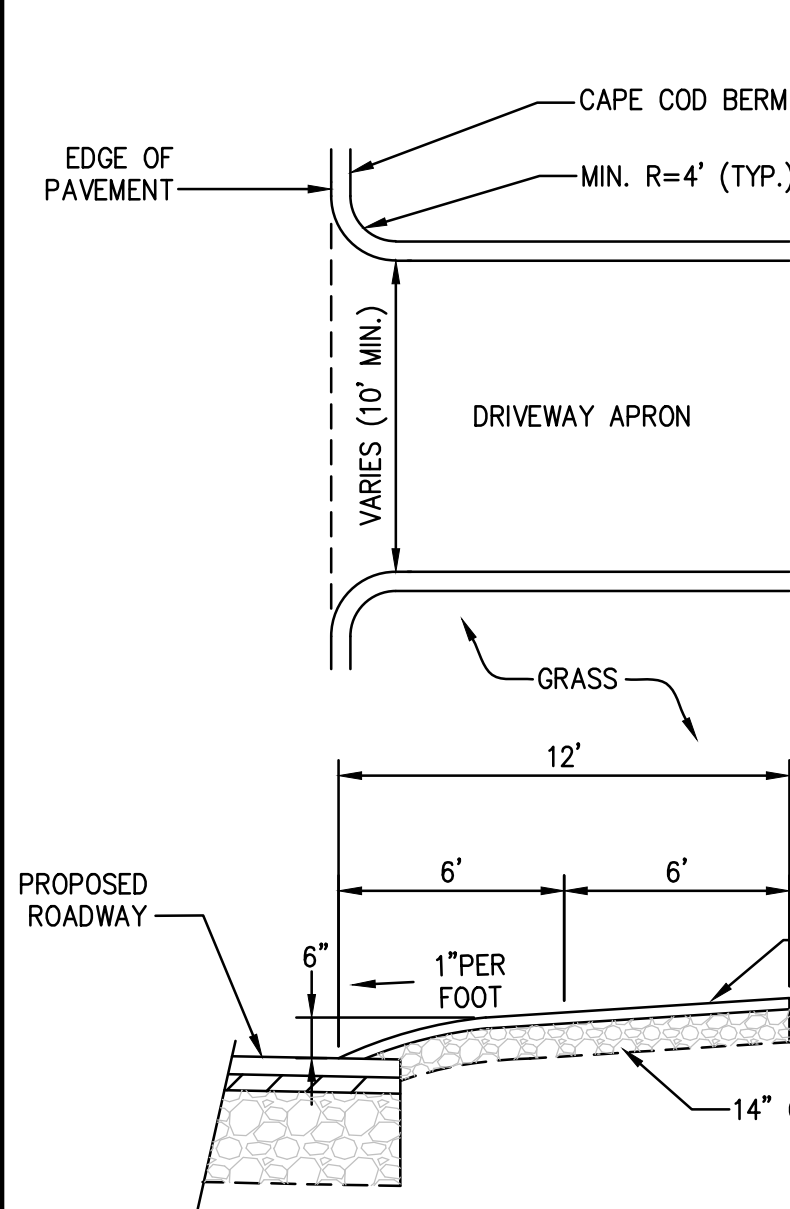 CAPE COD BERM
EDGE OF
PAVEMENT
MIN. R=4' (TYP.)
VARIES (10' MIN.)
DRIVEWAY APRON
GRASS
12'
6'
6'
PROPOSED
ROADWAY
6"
1"PER
FOOT
14"